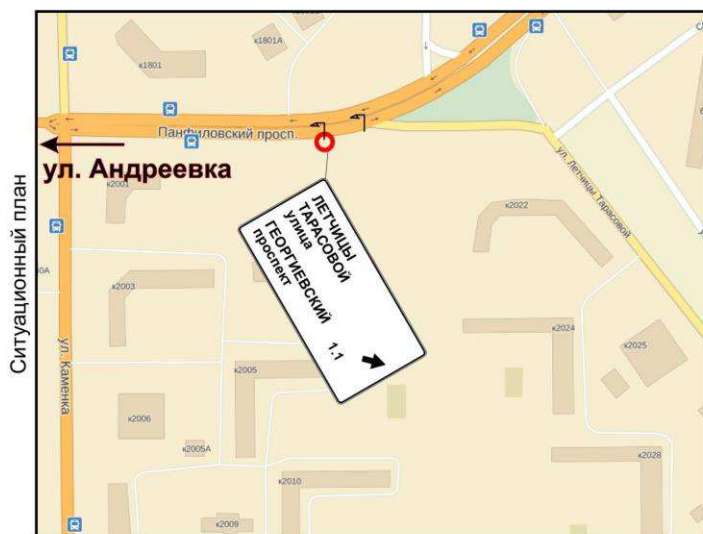 Ситуационный план
к1801
к1801А
Панфиловский просп.
ул. Андреевка
к2001
ЛЕТЧИЦЫ
ТАРАСОВОЙ
улица
ГЕОРГИЕВСКИЙ
проспект
1.1
ул. Летчицы Тарасовой
к2022
к2003
ул. Каменка
к2005
к2024
к2025
к2006
к2005А
к2028
к2010
к2009